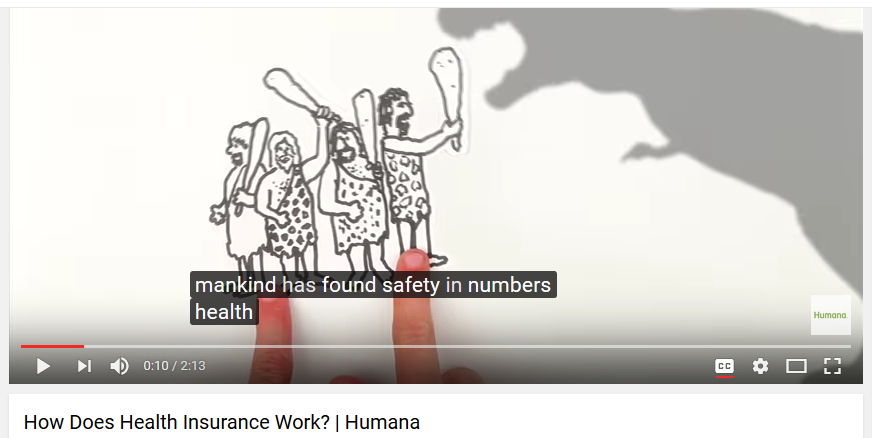 mankind has found safety in numbers
health
Humana
0:10 / 2:13
CC
How Does Health Insurance Work? | Humana